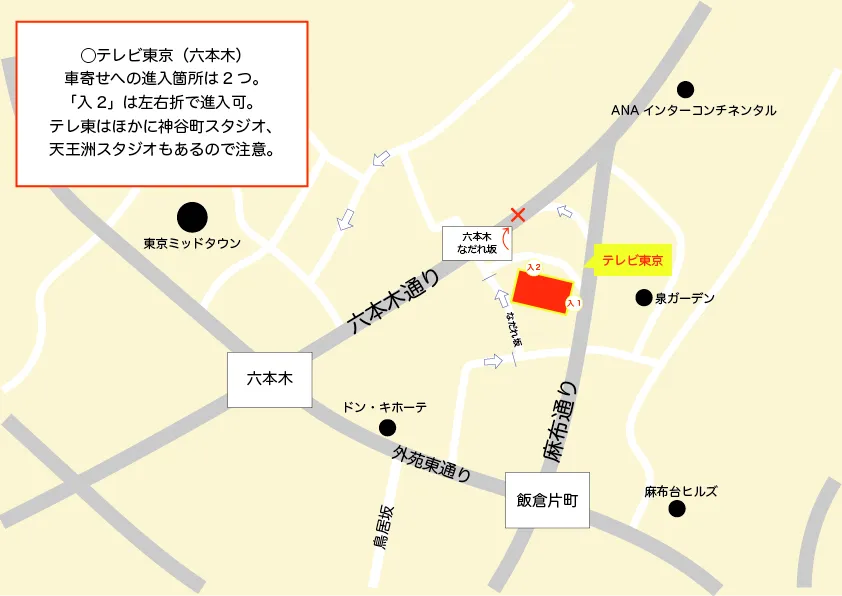 ◯テレビ東京（六本木）
車寄せへの進入箇所は２つ。
「入２」は左右折で進入可。
テレ東はほかに神谷町スタジオ、
天王洲スタジオもあるので注意。
ANA インターコンチネンタル
東京ミッドタウン
六本木
なだれ坂
テレビ東京
入2
入1
泉ガーデン
六本木通り
なだれ坂
六本木
ドン・キホーテ
麻布通り
外苑東通り
飯倉片町
麻布台ヒルズ
鳥居坂